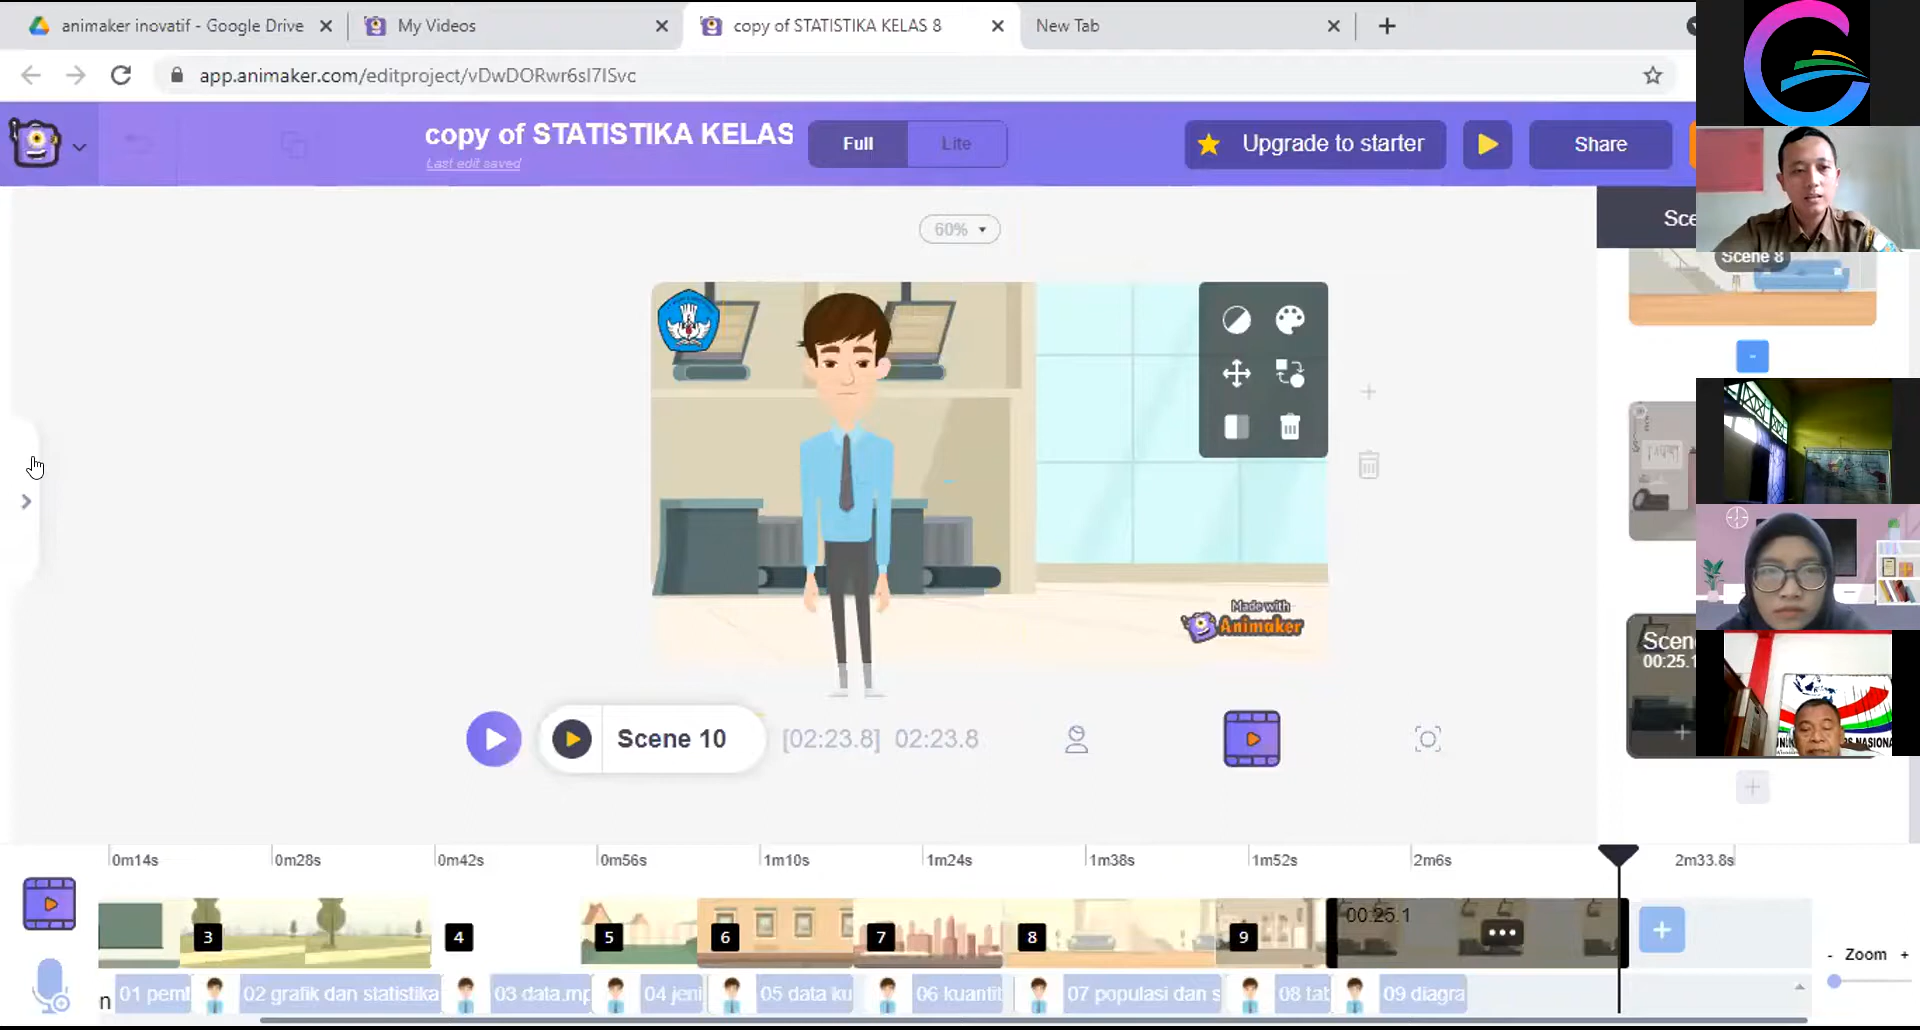 animaker inovatif - Google Drive
My Videos
copy of STATISTIKA KELAS 8
New Tab
app.animaker.com/editproject/vDwDORwr6sI7ISvc
copy of STATISTIKA KELAS
Last edit saved
Full
Lite
Upgrade to starter
Share
Sce
60%
Scene 8
Made with
Animaker
Scen
00:25.1
NASIONA
Scene 10
[02:23.8] 02:23.8
0m14s
0m28s
0m42s
0m56s
1m10s
1m24s
1m38s
1m52s
2m6s
2m33.8s
3
4
5
6
7
8
9
00:25.1
- Zoom +
n
01 peml
02 grafik dan statistika
03 data.mp
04 jeni
05 data ku
06 kuantit
07 populasi dan s
08 tab
09 diagra